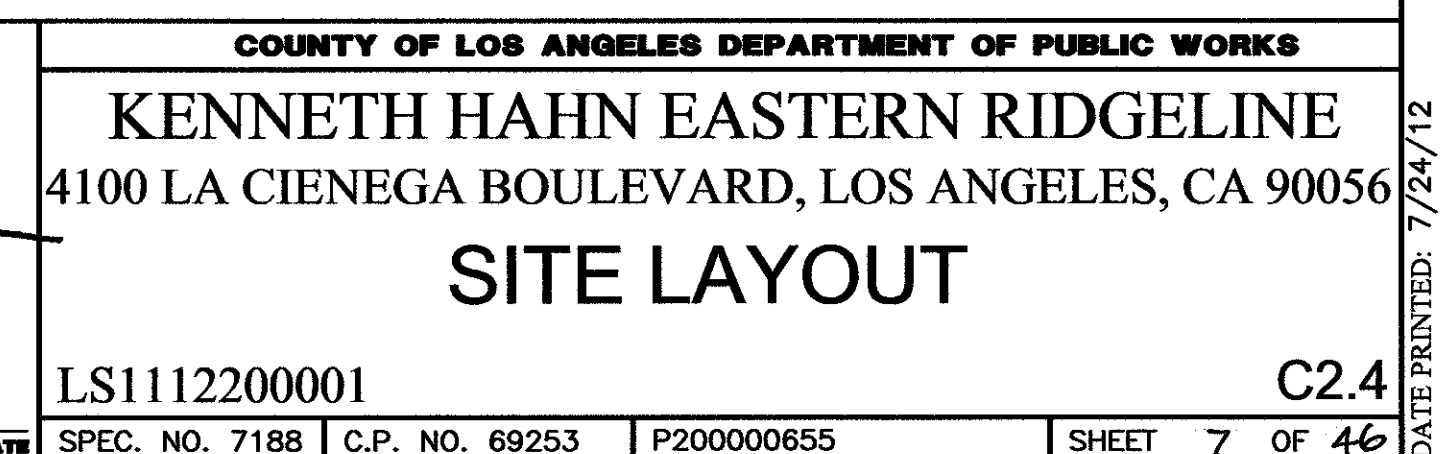 COUNTY OF LOS ANGELES DEPARTMENT OF PUBLIC WORKS
KENNETH HAHN EASTERN RIDGELINE
4100 LA CIENEGA BOULEVARD, LOS ANGELES, CA 90056
SITE LAYOUT
LS1112200001 C2.4
SPEC. NO. 7188 C.P. NO. 69253 P200000655 SHEET 7 OF 46
DATE PRINTED: 7/24/12